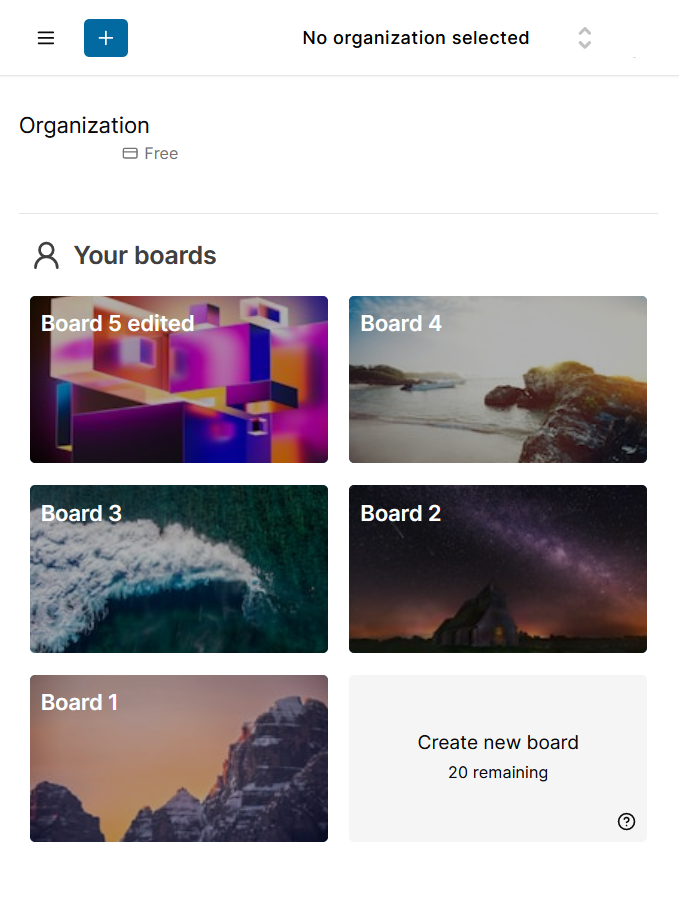 No organization selected
Organization
Free
Your boards
Board 5 edited
Board 4
Board 3
Board 2
Board 1
Create new board
20 remaining